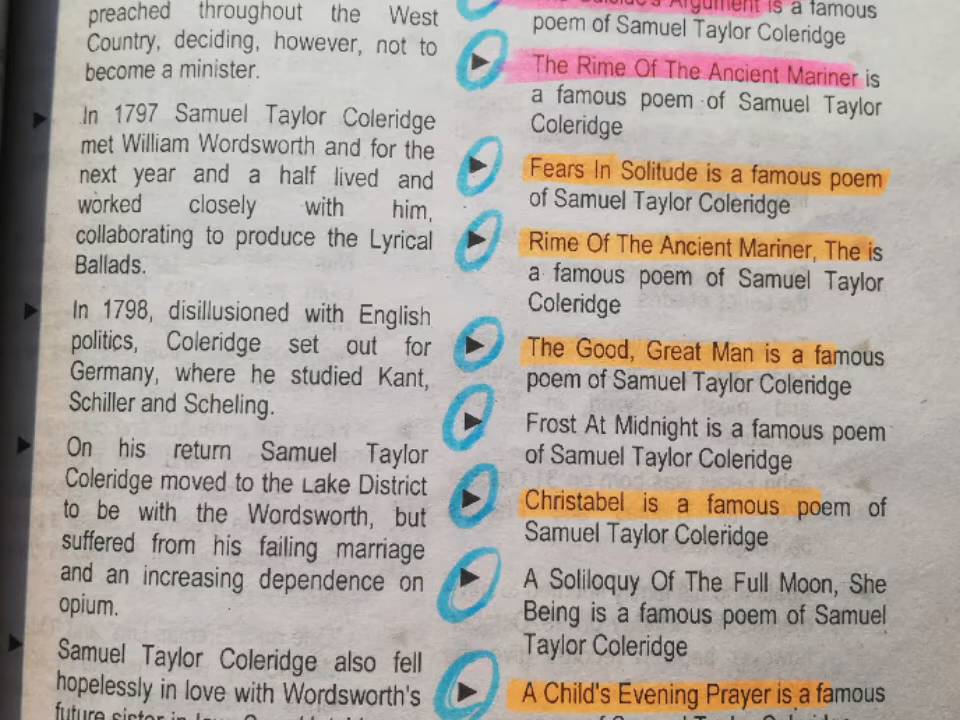 preached throughout the West
Country, deciding, however, not to
become a minister.
In 1797 Samuel Taylor Coleridge
met William Wordsworth and for the
next year and a half lived and
worked closely with him,
collaborating to produce the Lyrical
Ballads.
In 1798, disillusioned with English
politics, Coleridge set out for
Germany, where he studied Kant,
Schiller and Scheling.
On his return Samuel Taylor
Coleridge moved to the Lake District
to be with the Wordsworth, but
suffered from his failing marriage
and an increasing dependence on
opium.
Samuel Taylor Coleridge also fell
hopelessly in love with Wordsworth's
future sister in
Argument is a famous
poem of Samuel Taylor Coleridge
The Rime Of The Ancient Mariner is
a famous poem of Samuel Taylor
Coleridge
Fears In Solitude is a famous poem
of Samuel Taylor Coleridge
Rime Of The Ancient Mariner, The is
a famous poem of Samuel Taylor
Coleridge
The Good, Great Man is a famous
poem of Samuel Taylor Coleridge
Frost At Midnight is a famous poem
of Samuel Taylor Coleridge
Christabel is a famous poem of
Samuel Taylor Coleridge
A Soliloquy Of The Full Moon, She
Being is a famous poem of Samuel
Taylor Coleridge
A Child's Evening Prayer is a famous